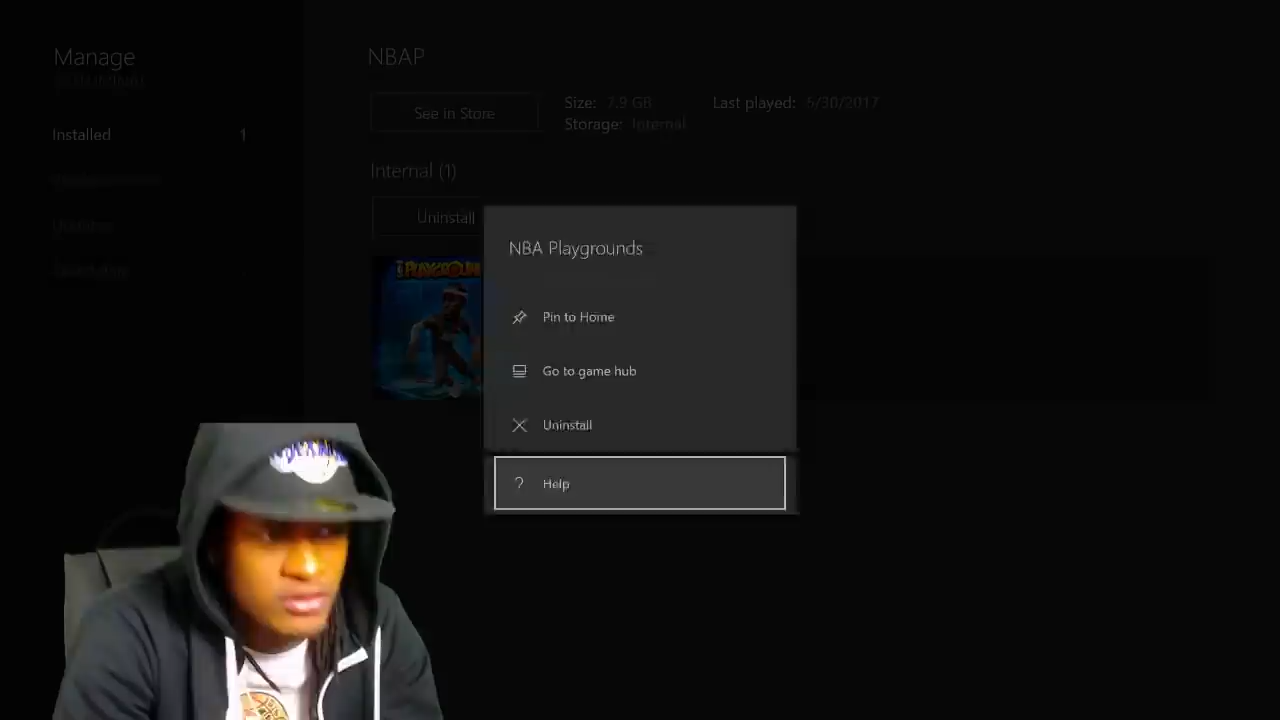 Manage
NBAP
See in Store
Size: 7.9 GB
Last played: 6/30/2017
Storage: Internal
Installed 1
Internal (1)
Uninstall
NBA Playgrounds
Pin to Home
Go to game hub
Uninstall
? Help